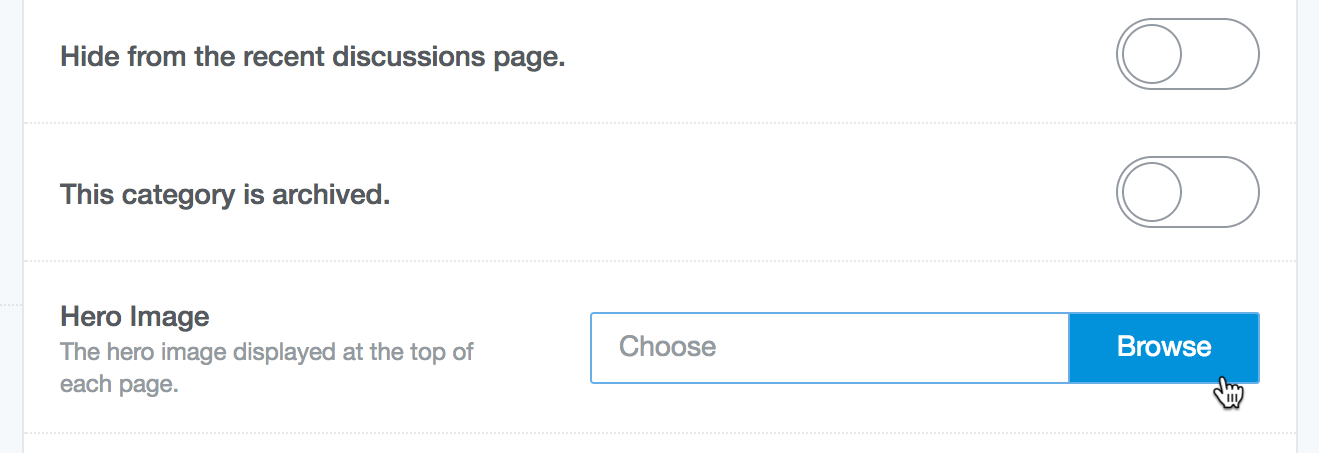 Hide from the recent discussions page.
This category is archived.
Hero Image
The hero image displayed at the top of
each page.
Choose
Browse